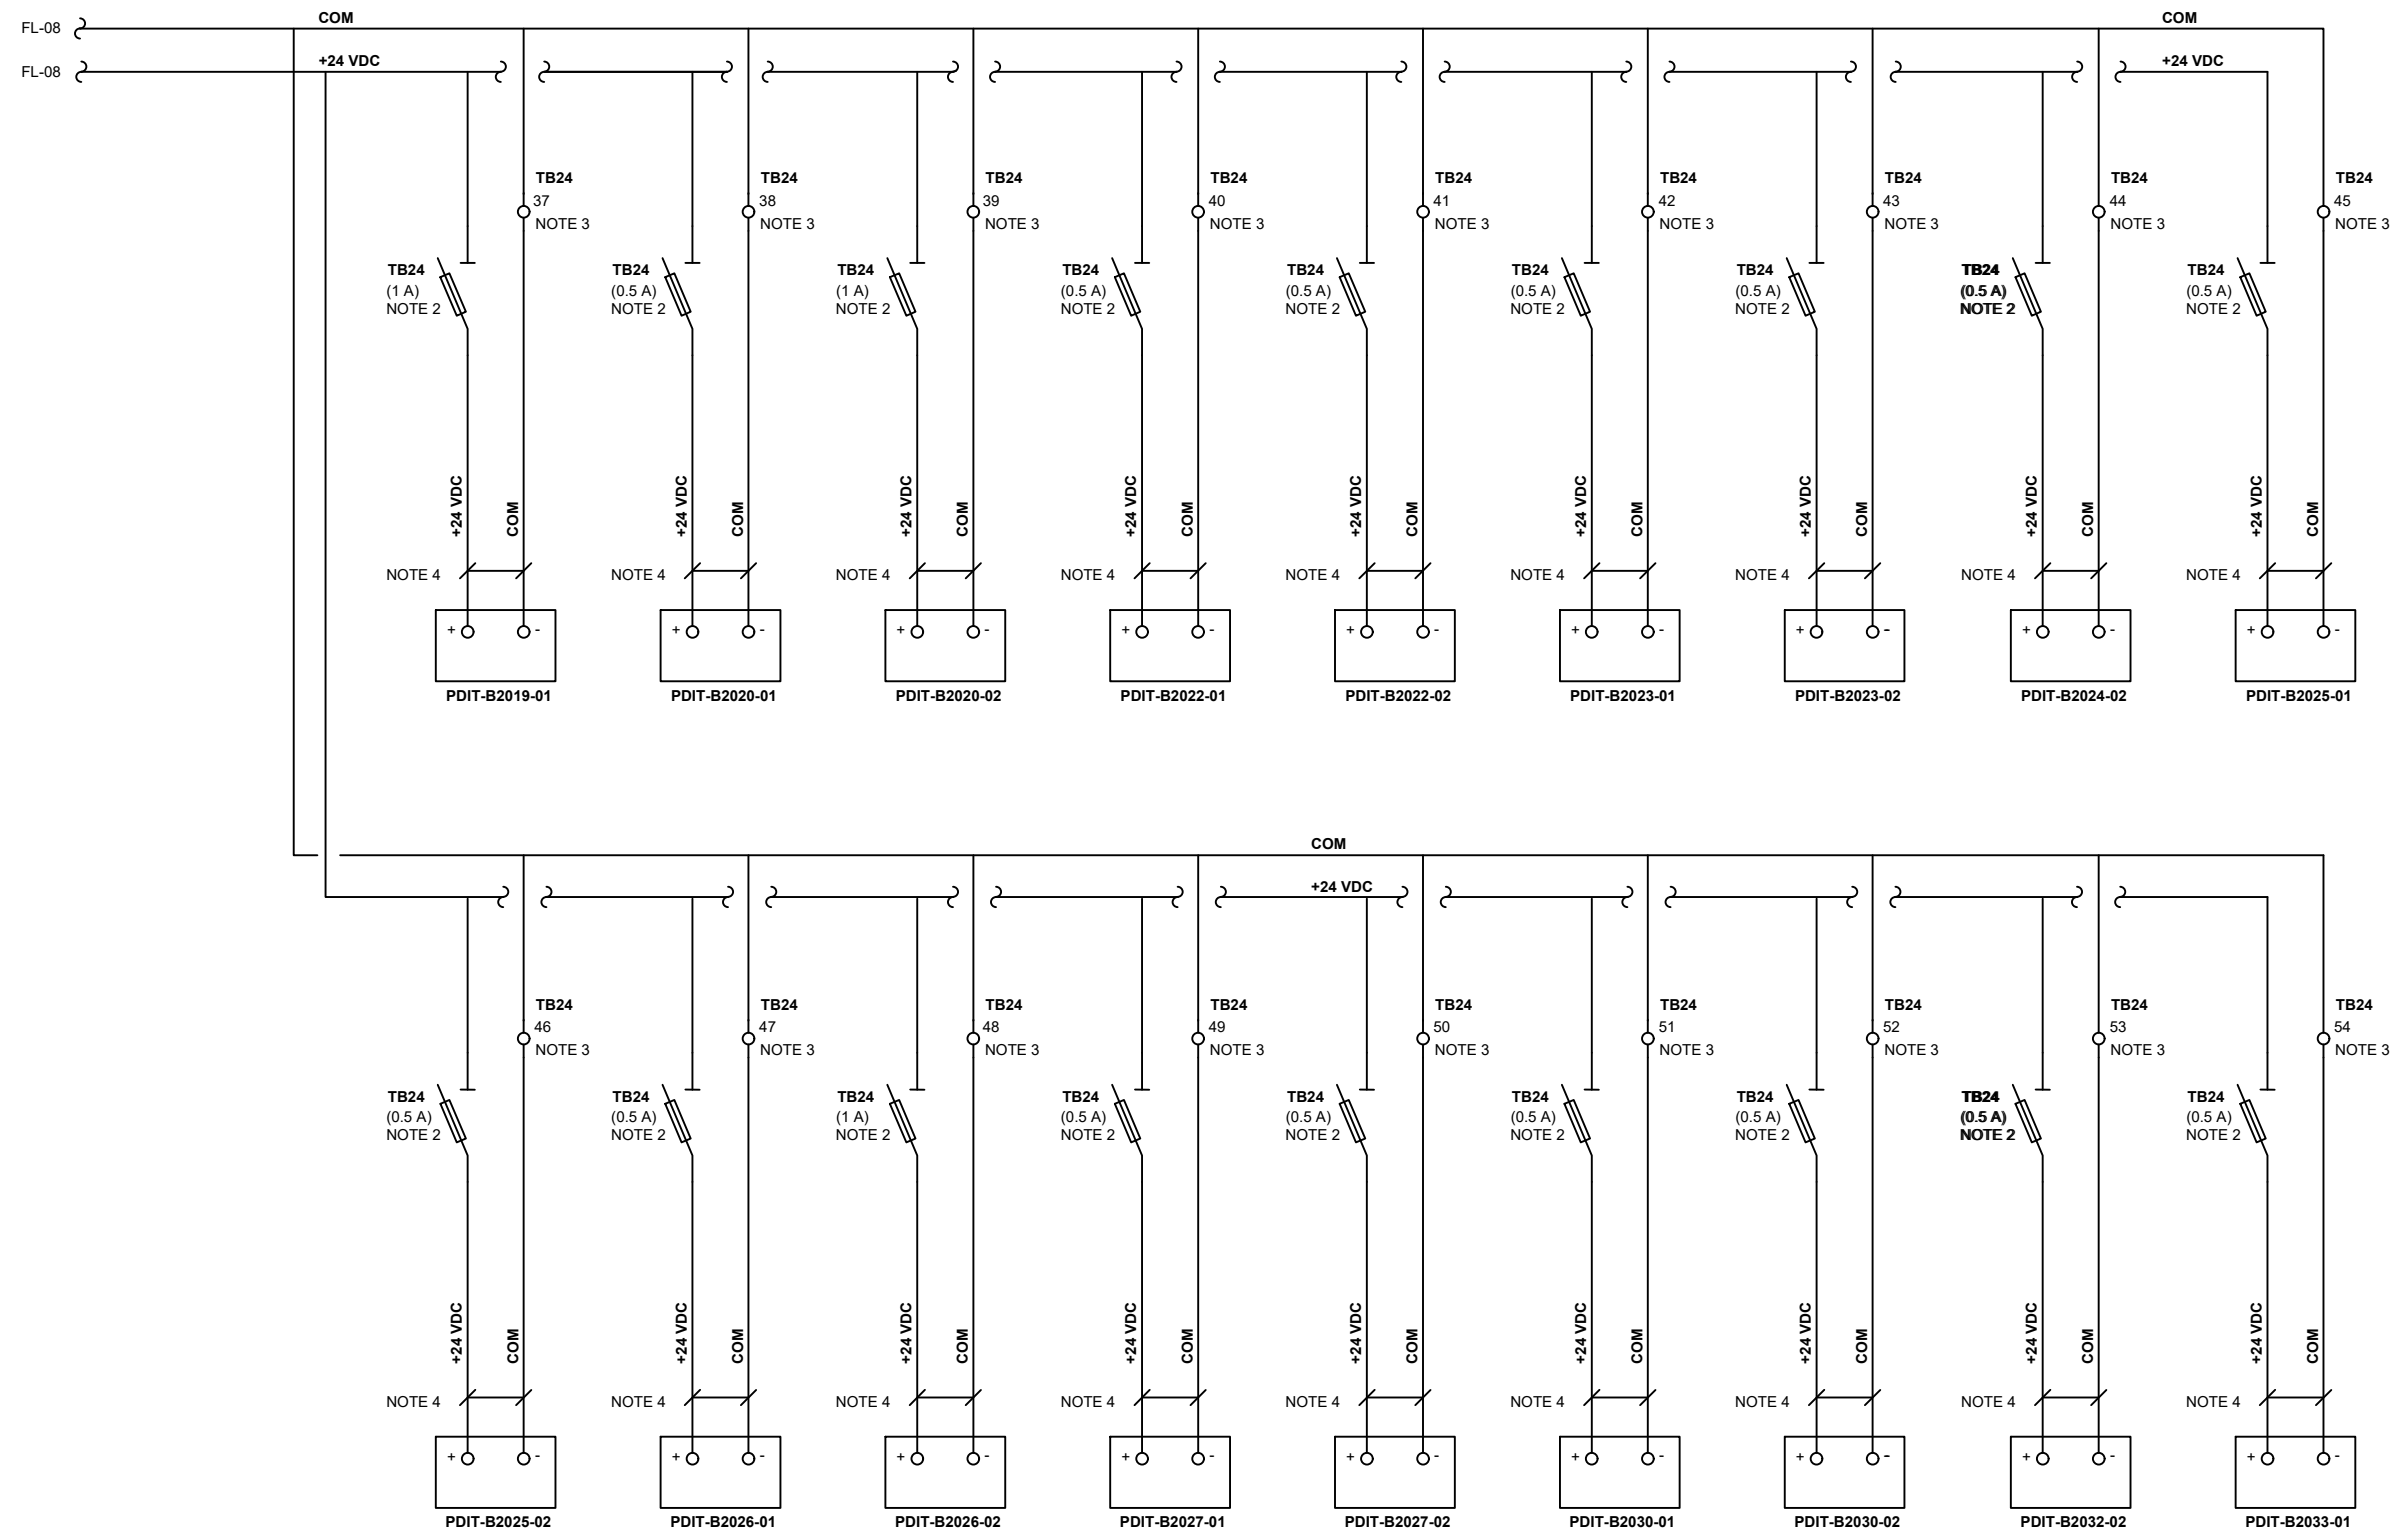 FL-08 COM COM
FL-08 +24 VDC +24 VDC
TB24 TB24 TB24 TB24 TB24 TB24 TB24 TB24 TB24
37 38 39 40 41 42 43 44 45
NOTE 3 NOTE 3 NOTE 3 NOTE 3 NOTE 3 NOTE 3 NOTE 3 NOTE 3 NOTE 3
TB24 TB24 TB24 TB24 TB24 TB24 TB24 TB24 TB24
(1 A) (0.5 A) (1 A) (0.5 A) (0.5 A) (0.5 A) (0.5 A) (0.5 A) (0.5 A)
NOTE 2 NOTE 2 NOTE 2 NOTE 2 NOTE 2 NOTE 2 NOTE 2 NOTE 2 NOTE 2
+24 VDC COM +24 VDC COM +24 VDC COM +24 VDC COM +24 VDC COM +24 VDC COM +24 VDC COM +24 VDC COM +24 VDC COM
NOTE 4 NOTE 4 NOTE 4 NOTE 4 NOTE 4 NOTE 4 NOTE 4 NOTE 4 NOTE 4
+ - + - + - + - + - + - + - + - + -
PDIT-B2019-01 PDIT-B2020-01 PDIT-B2020-02 PDIT-B2022-01 PDIT-B2022-02 PDIT-B2023-01 PDIT-B2023-02 PDIT-B2024-02 PDIT-B2025-01
COM
+24 VDC
TB24 TB24 TB24 TB24 TB24 TB24 TB24 TB24 TB24
46 47 48 49 50 51 52 53 54
NOTE 3 NOTE 3 NOTE 3 NOTE 3 NOTE 3 NOTE 3 NOTE 3 NOTE 3 NOTE 3
TB24 TB24 TB24 TB24 TB24 TB24 TB24 TB24 TB24
(0.5 A) (0.5 A) (1 A) (0.5 A) (0.5 A) (0.5 A) (0.5 A) (0.5 A) (0.5 A)
NOTE 2 NOTE 2 NOTE 2 NOTE 2 NOTE 2 NOTE 2 NOTE 2 NOTE 2 NOTE 2
+24 VDC COM +24 VDC COM +24 VDC COM +24 VDC COM +24 VDC COM +24 VDC COM +24 VDC COM +24 VDC COM +24 VDC COM
NOTE 4 NOTE 4 NOTE 4 NOTE 4 NOTE 4 NOTE 4 NOTE 4 NOTE 4 NOTE 4
+ - + - + - + - + - + - + - + - + -
PDIT-B2025-02 PDIT-B2026-01 PDIT-B2026-02 PDIT-B2027-01 PDIT-B2027-02 PDIT-B2030-01 PDIT-B2030-02 PDIT-B2032-02 PDIT-B2033-01